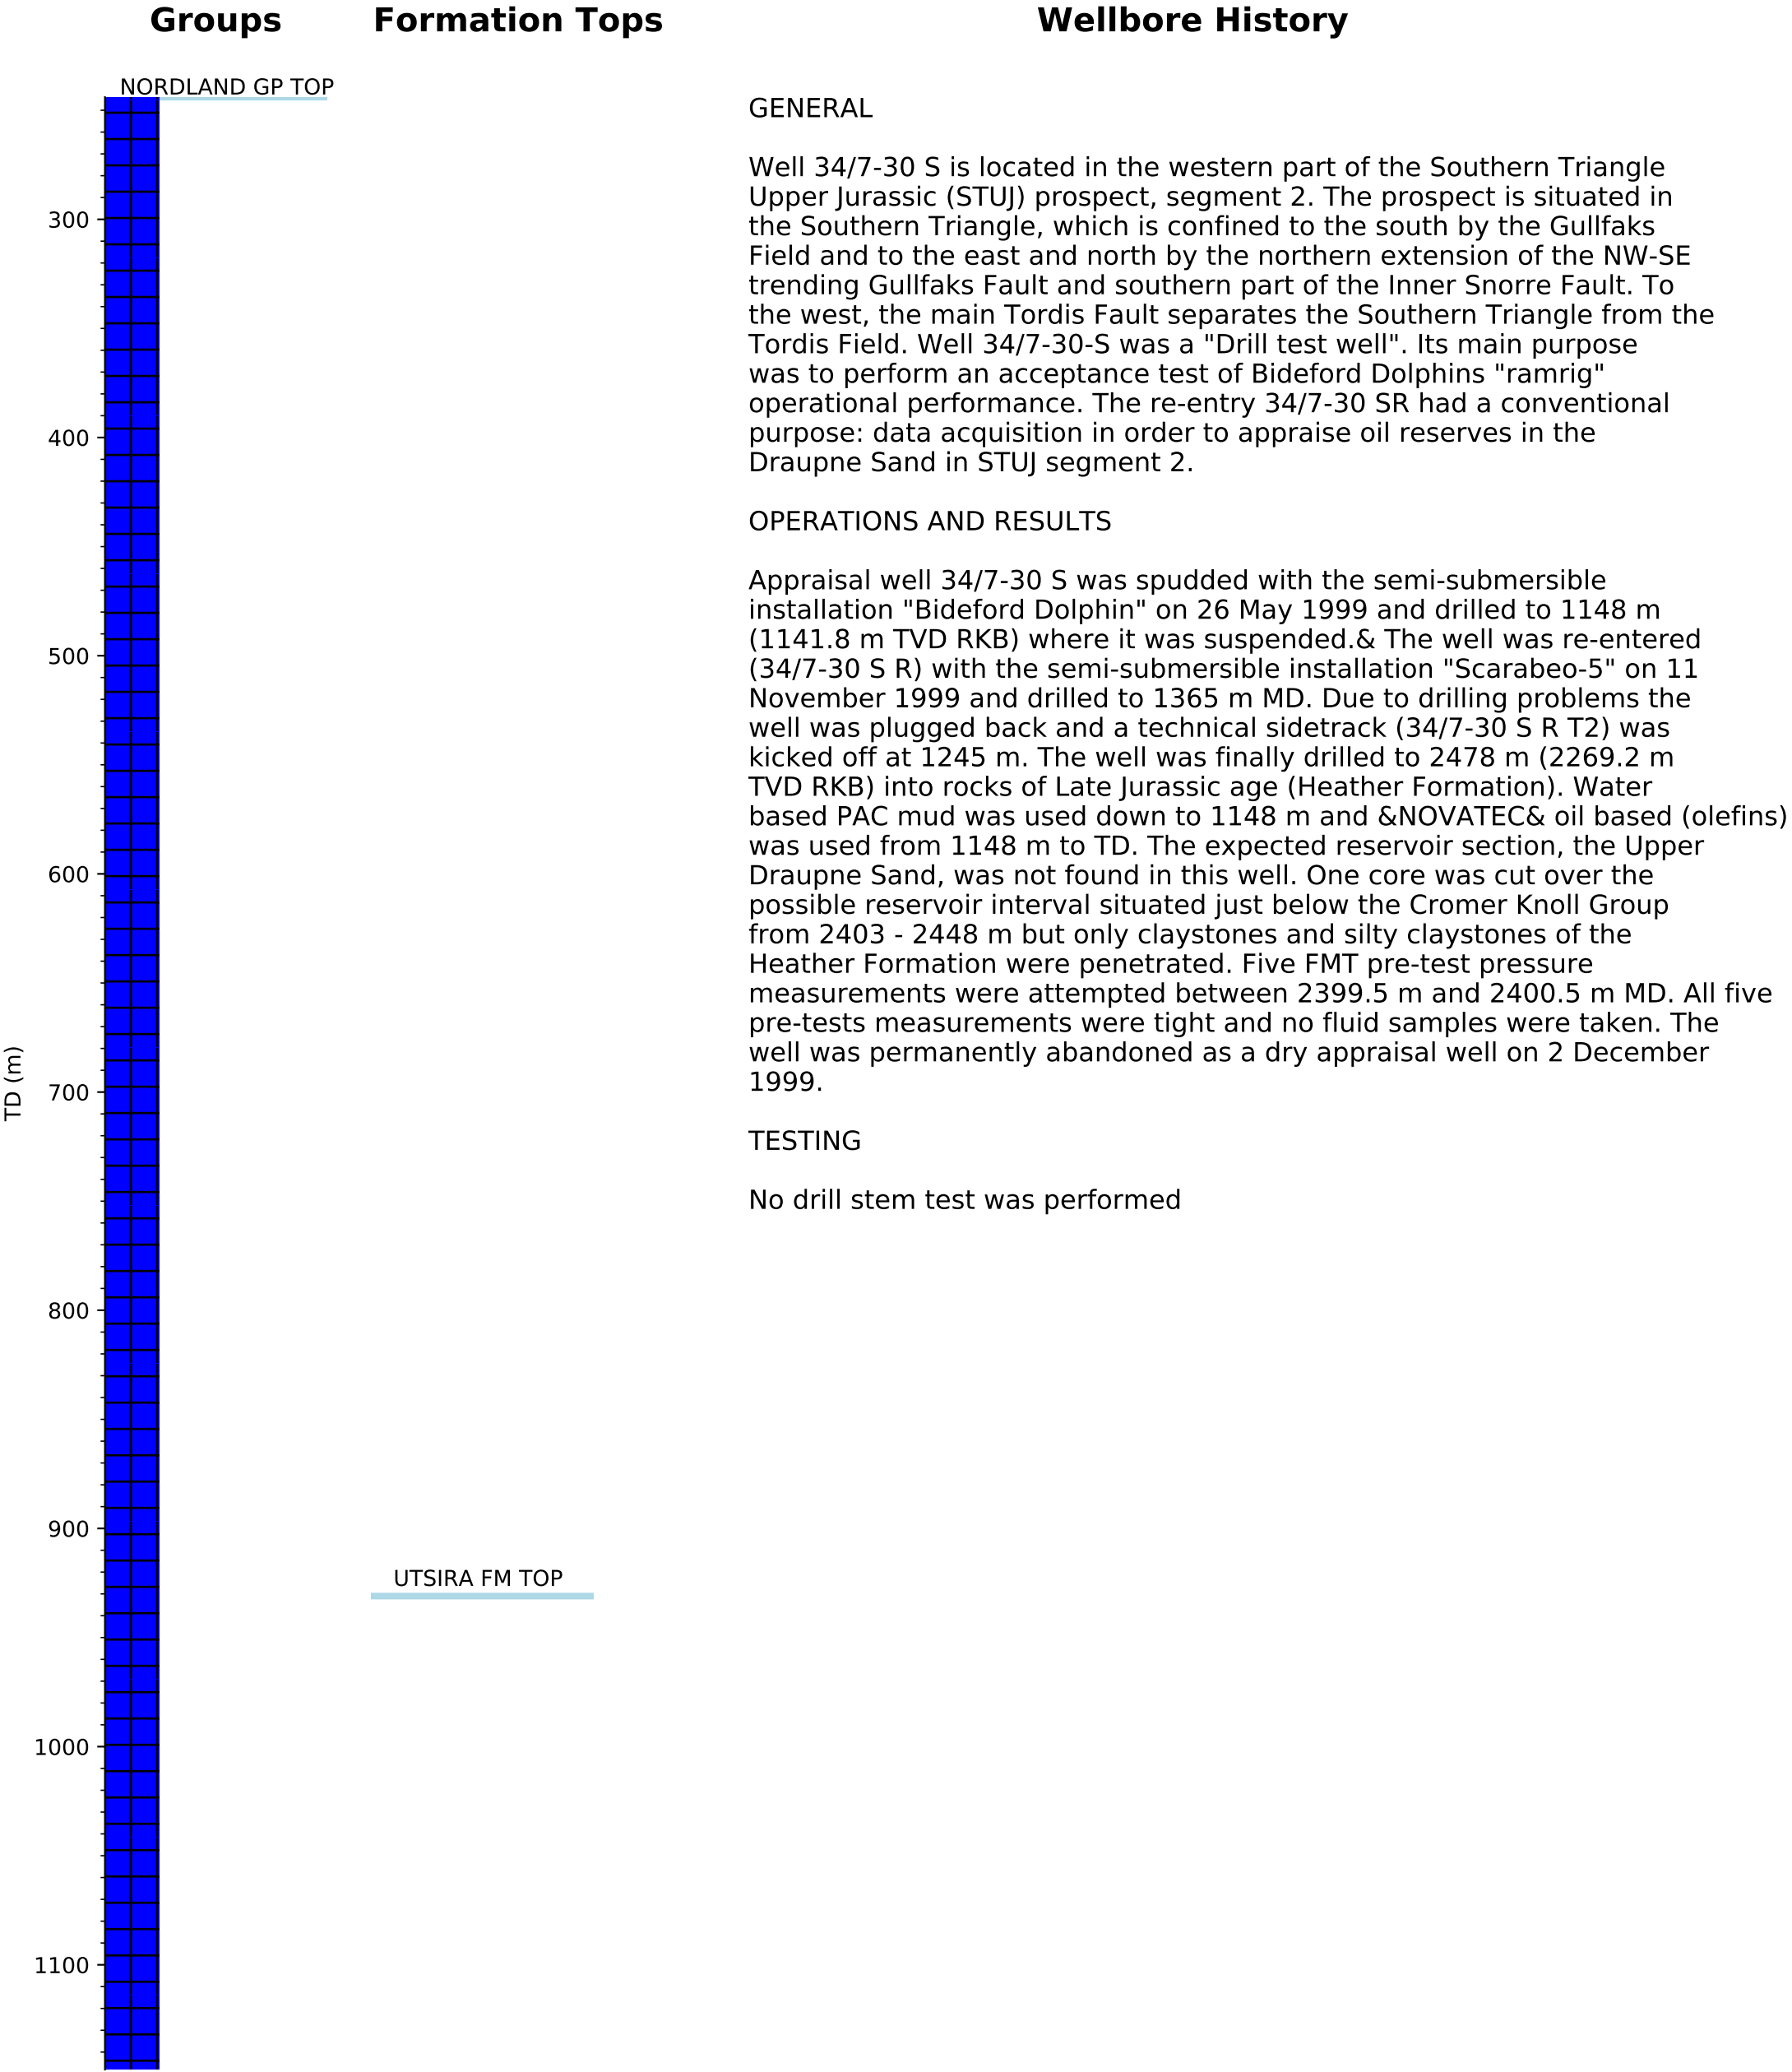 Groups
Formation Tops
Wellbore History
NORDLAND GP TOP
GENERAL
Well 34/7-30 S is located in the western part of the Southern Triangle
Upper Jurassic (STUJ) prospect, segment 2. The prospect is situated in
the Southern Triangle, which is confined to the south by the Gullfaks
Field and to the east and north by the northern extension of the NW-SE
trending Gullfaks Fault and southern part of the Inner Snorre Fault. To
the west, the main Tordis Fault separates the Southern Triangle from the
Tordis Field. Well 34/7-30-S was a "Drill test well". Its main purpose
was to perform an acceptance test of Bideford Dolphins "ramrig"
operational performance. The re-entry 34/7-30 SR had a conventional
purpose: data acquisition in order to appraise oil reserves in the
Draupne Sand in STUJ segment 2.
OPERATIONS AND RESULTS
Appraisal well 34/7-30 S was spudded with the semi-submersible
installation "Bideford Dolphin" on 26 May 1999 and drilled to 1148 m
(1141.8 m TVD RKB) where it was suspended.& The well was re-entered
(34/7-30 S R) with the semi-submersible installation "Scarabeo-5" on 11
November 1999 and drilled to 1365 m MD. Due to drilling problems the
well was plugged back and a technical sidetrack (34/7-30 S R T2) was
kicked off at 1245 m. The well was finally drilled to 2478 m (2269.2 m
TVD RKB) into rocks of Late Jurassic age (Heather Formation). Water
based PAC mud was used down to 1148 m and &NOVATEC& oil based (olefins)
was used from 1148 m to TD. The expected reservoir section, the Upper
Draupne Sand, was not found in this well. One core was cut over the
possible reservoir interval situated just below the Cromer Knoll Group
from 2403 - 2448 m but only claystones and silty claystones of the
Heather Formation were penetrated. Five FMT pre-test pressure
measurements were attempted between 2399.5 m and 2400.5 m MD. All five
pre-tests measurements were tight and no fluid samples were taken. The
well was permanently abandoned as a dry appraisal well on 2 December
1999.
TESTING
No drill stem test was performed
UTSIRA FM TOP
TD (m)
300
400
500
600
700
800
900
1000
1100